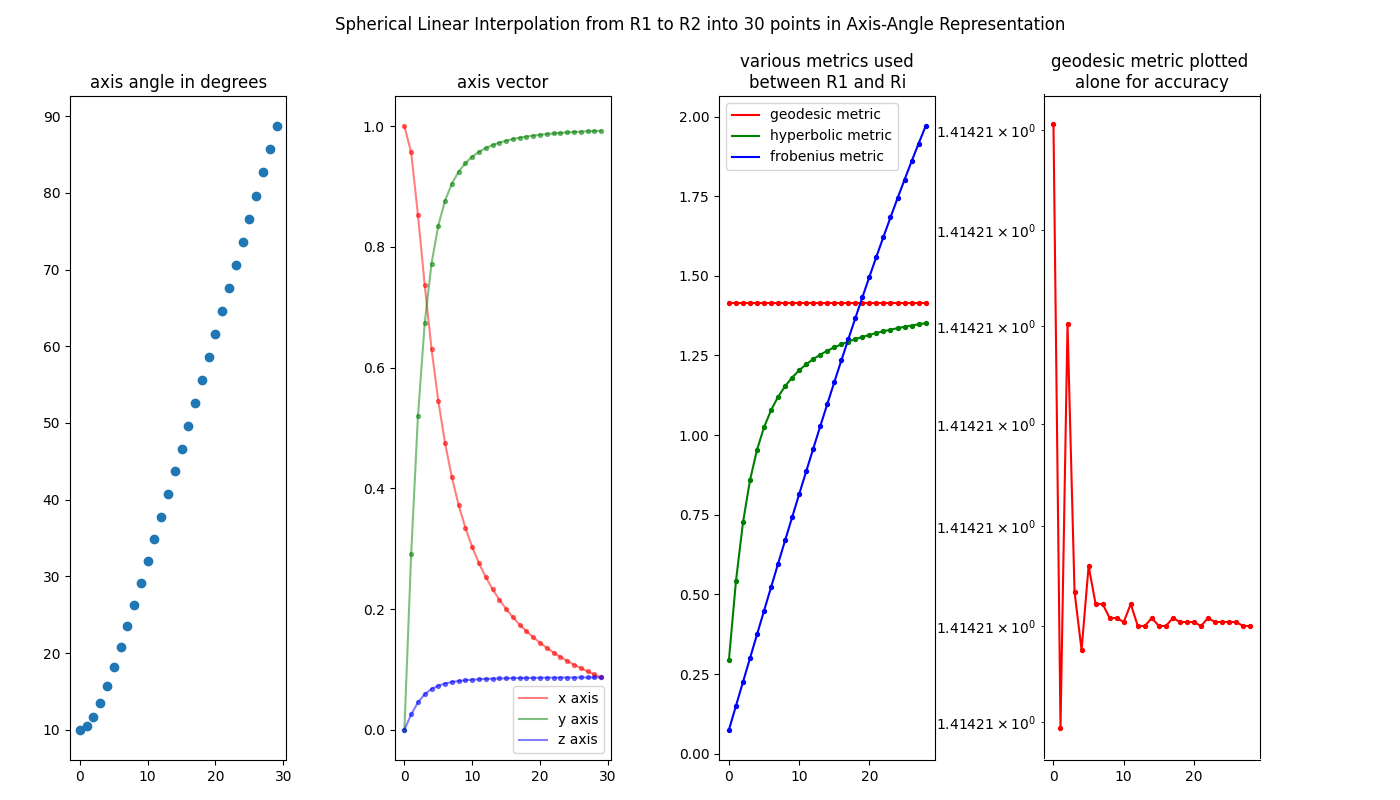 Spherical Linear Interpolation from R1 to R2 into 30 points in Axis-Angle Representation
axis angle in degrees
90
80
70
60
50
40
30
20
10
0
10
20
30
axis vector
1.0
0.8
0.6
0.4
0.2
0.0
x axis
y axis
z axis
0
10
20
30
various metrics used
between R1 and Ri
2.00
1.75
1.50
1.25
1.00
0.75
0.50
0.25
0.00
geodesic metric
hyperbolic metric
frobenius metric
0
10
20
geodesic metric plotted
alone for accuracy
1.41421 × 10⁰
1.41421 × 10⁰
1.41421 × 10⁰
1.41421 × 10⁰
1.41421 × 10⁰
1.41421 × 10⁰
1.41421 × 10⁰
0
10
20